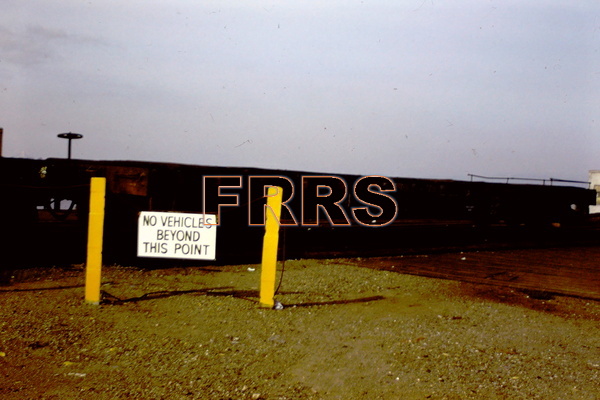 FRRS
NO VEHICLES
BEYOND
THIS POINT